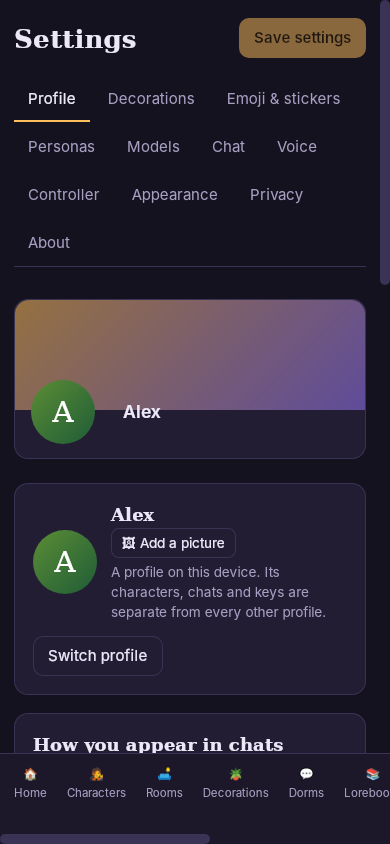 Settings
Save settings
Profile Decorations Emoji & stickers
Personas Models Chat Voice
Controller Appearance Privacy
About
A Alex
Alex
🖼 Add a picture
A
A profile on this device. Its
characters, chats and keys are
separate from every other profile.
Switch profile
How you appear in chats
Home Characters Rooms Decorations Dorms Loreboo